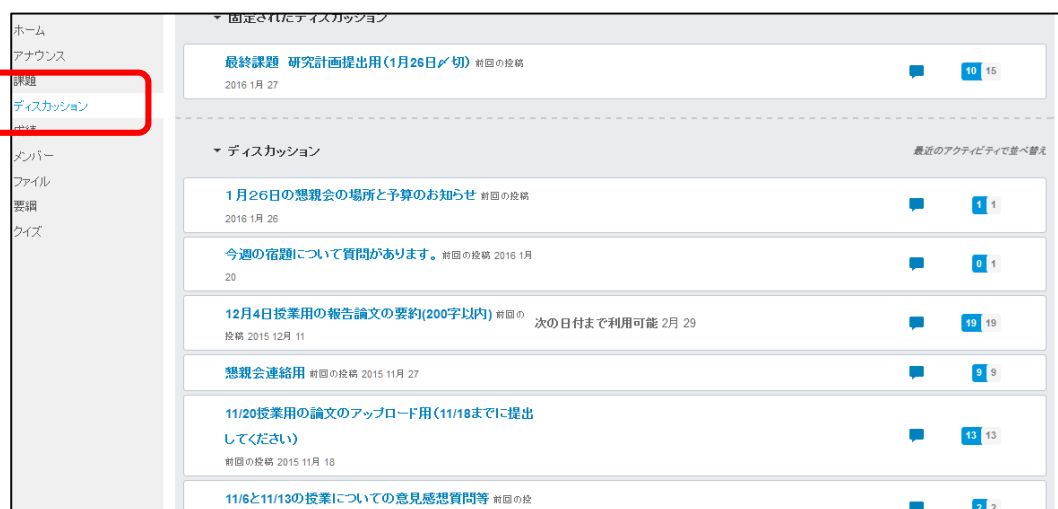 ホーム
アナウンス
課題
ディスカッション
成績
メンバー
ファイル
要綱
クイズ
固定されたディスカッション
最終課題 研究計画提出用(1月26日〆切) 前回の投稿
2016 1月 27
10 15
ディスカッション
最近のアクティビティで並べ替え
1月26日の懇親会の場所と予算のお知らせ 前回の投稿
2016 1月 26
1 1
今週の宿題について質問があります。 前回の投稿 2016 1月
20
0 1
12月4日授業用の報告論文の要約(200字以内) 前回の
投稿 2015 12月 11
次の日付まで利用可能 2月 29
19 19
懇親会連絡用 前回の投稿 2015 11月 27
9 9
11/20授業用の論文のアップロード用(11/18までに提出
してください)
前回の投稿 2015 11月 18
13 13
11/6と11/13の授業についての意見感想質問等 前回の投
2 2